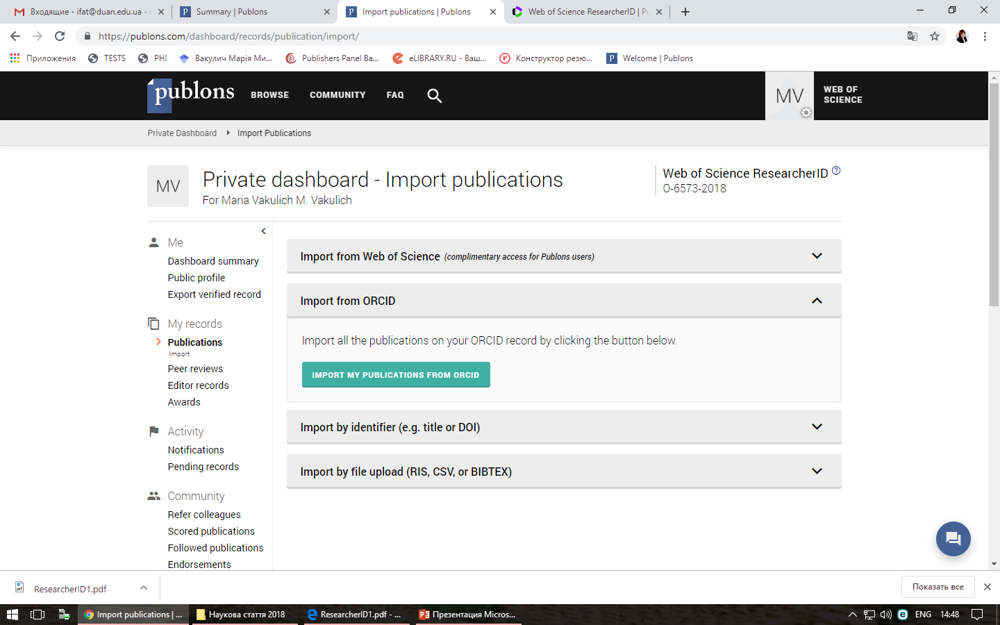 Входящие - ifat@duan.edu.ua -
Summary | Publons
Import publications | Publons
Web of Science ResearcherID | Pu
https://publons.com/dashboard/records/publication/import/
Приложения
TESTS
PHI
Вакулич Марія Ми...
Publishers Panel Ba...
eLIBRARY.RU - Ваш...
Конструктор резю...
Welcome | Publons
publons
BROWSE
COMMUNITY
FAQ
MV
WEB OF
SCIENCE
Private Dashboard
Import Publications
MV
Private dashboard - Import publications
For Maria Vakulich M. Vakulich
Web of Science ResearcherID ?
O-6573-2018
Me
Dashboard summary
Public profile
Export verified record
My records
Publications
Import
Peer reviews
Editor records
Awards
Activity
Notifications
Pending records
Community
Refer colleagues
Scored publications
Followed publications
Endorsements
Import from Web of Science (complimentary access for Publons users)
Import from ORCID
Import all the publications on your ORCID record by clicking the button below.
IMPORT MY PUBLICATIONS FROM ORCID
Import by identifier (e.g. title or DOI)
Import by file upload (RIS, CSV, or BIBTEX)
ResearcherID1.pdf
Показать все
Import publications | ...
Наукова стаття 2018
ResearcherID1.pdf - ...
Презентация Micros...
ENG
14:48